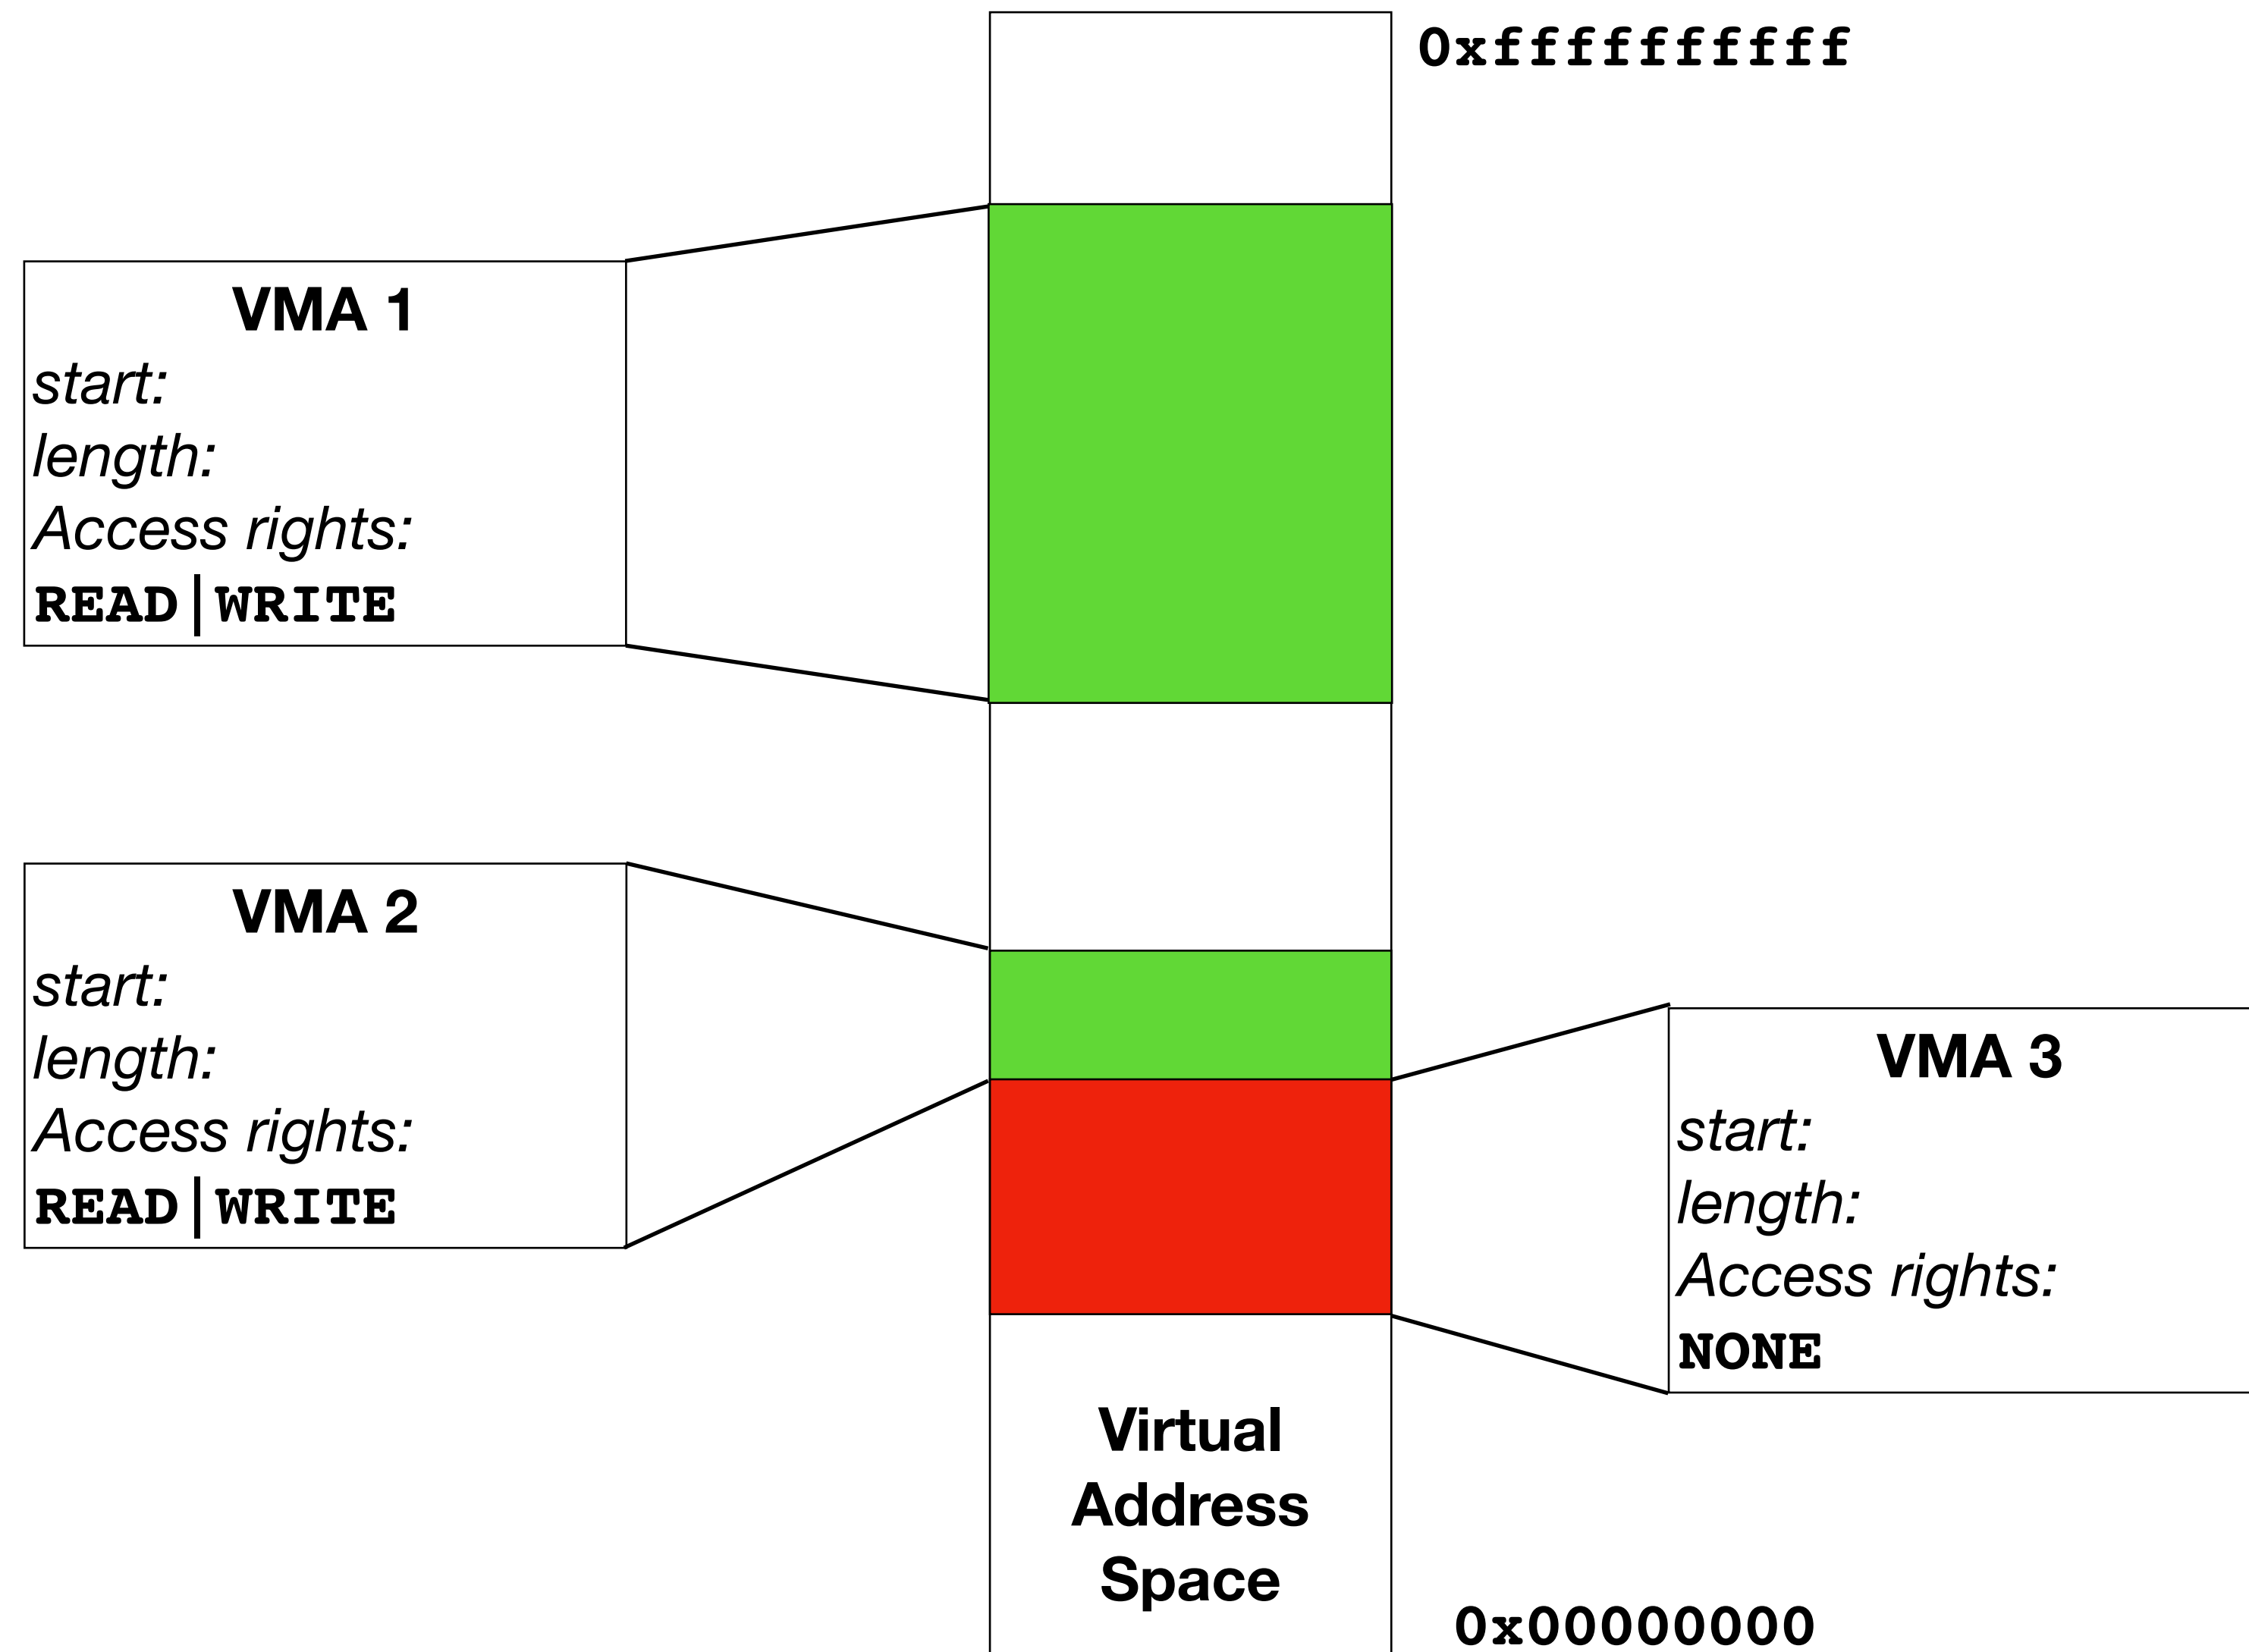 0xffffffffff
VMA 1
start:
length:
Access rights:
READ|WRITE
VMA 2
start:
length:
Access rights:
READ|WRITE
VMA 3
start:
length:
Access rights:
NONE
Virtual
Address
Space
0x00000000